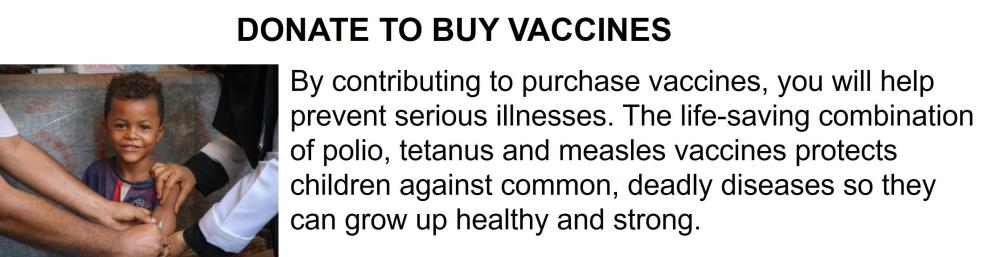 DONATE TO BUY VACCINES
By contributing to purchase vaccines, you will help
prevent serious illnesses. The life-saving combination
of polio, tetanus and measles vaccines protects
children against common, deadly diseases so they
can grow up healthy and strong.